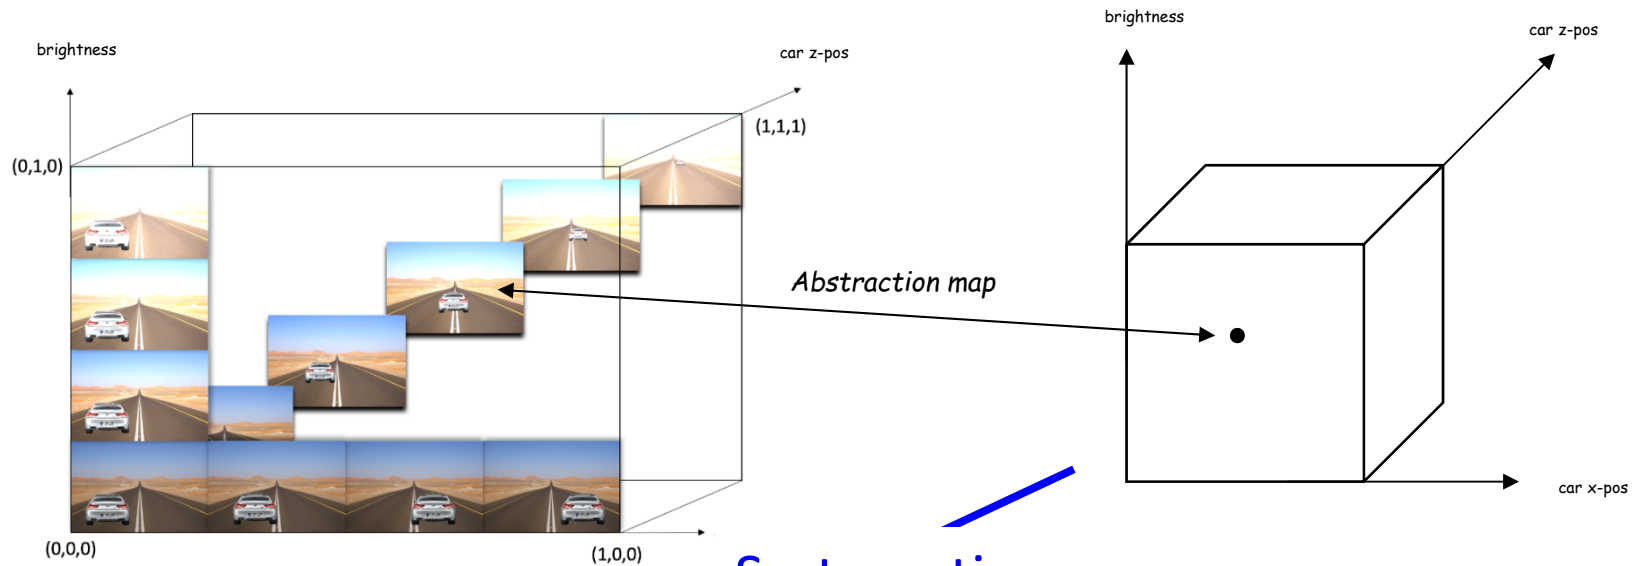 brightness
car z-pos
(0,1,0)
(1,1,1)
(0,0,0)
(1,0,0)
Abstraction map
brightness
car z-pos
car x-pos